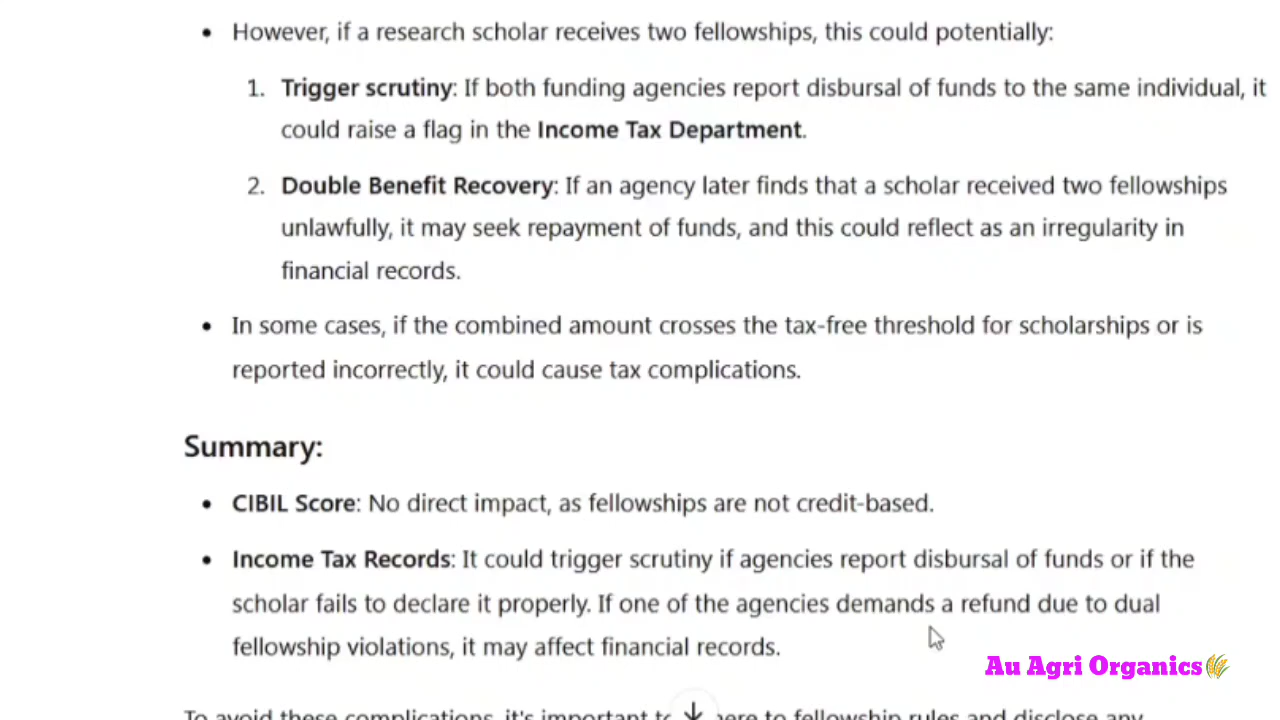 • However, if a research scholar receives two fellowships, this could potentially:
1. Trigger scrutiny: If both funding agencies report disbursal of funds to the same individual, it
could raise a flag in the Income Tax Department.
2. Double Benefit Recovery: If an agency later finds that a scholar received two fellowships
unlawfully, it may seek repayment of funds, and this could reflect as an irregularity in
financial records.
• In some cases, if the combined amount crosses the tax-free threshold for scholarships or is
reported incorrectly, it could cause tax complications.
Summary:
• CIBIL Score: No direct impact, as fellowships are not credit-based.
• Income Tax Records: It could trigger scrutiny if agencies report disbursal of funds or if the
scholar fails to declare it properly. If one of the agencies demands a refund due to dual
fellowship violations, it may affect financial records.
Au Agri Organics
To avoid these complications, it's important to fellowship rules and disclose any